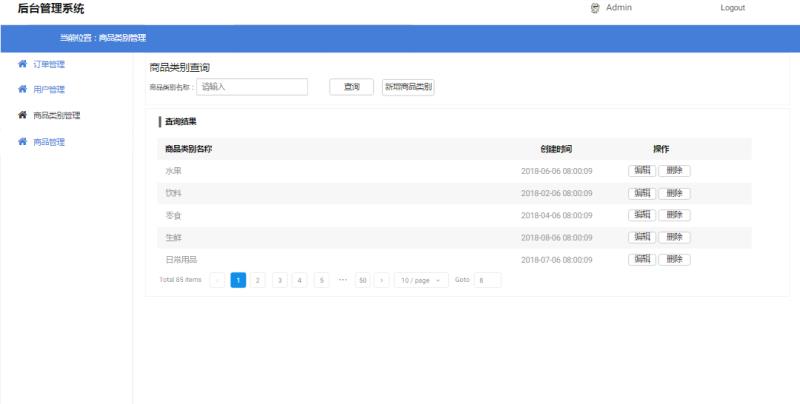 后台管理系统 Admin Logout
当前位置：商品类别管理
订单管理
用户管理
商品类别管理
商品管理
商品类别查询
商品类别名称： 请输入 查询 新增商品类别
查询结果
商品类别名称 创建时间 操作
水果 2018-06-06 08:00:09 编辑 删除
饮料 2018-02-06 08:00:09 编辑 删除
零食 2018-04-06 08:00:09 编辑 删除
生鲜 2018-08-06 08:00:09 编辑 删除
日常用品 2018-07-06 08:00:09 编辑 删除
Total 85 items < 1 2 3 4 5 ••• 50 > 10 / page Goto 8